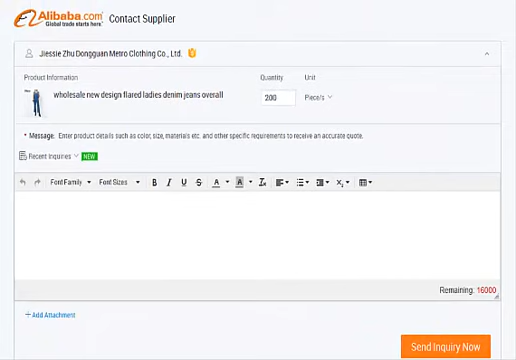 Alibaba.com
Global trade starts here.™
Contact Supplier
Jiessie Zhu Dongguan Metro Clothing Co., Ltd.
Product Information
Quantity
Unit
wholesale new design flared ladies denim jeans overall
200
Piece/s
* Message: Enter product details such as color, size, materials etc. and other specific requirements to receive an accurate quote.
Recent Inquires NEW
Font Family Font Sizes B I U S A A
Remaining: 16000
+ Add Attachment
Send Inquiry Now